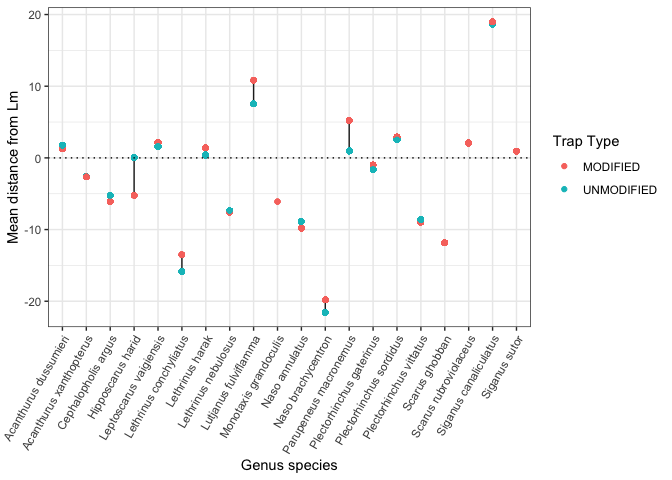 20
10
0
-10
-20
Mean distance from Lm
Acanthurus dussumieri
Acanthurus xanthopterus
Cephalopholis argus
Hipposcarus harid
Leptoscarus vaigiensis
Lethrinus conchyliatus
Lethrinus harak
Lethrinus nebulosus
Lutjanus fulviflamma
Monotaxis grandoculis
Naso annulatus
Naso brachycentron
Parupeneus macronemus
Plectorhinchus gaterinus
Plectorhinchus sordidus
Plectorhinchus vittatus
Scarus ghobban
Scarus rubroviolaceus
Siganus canaliculatus
Siganus sutor
Genus species
Trap Type
MODIFIED
UNMODIFIED